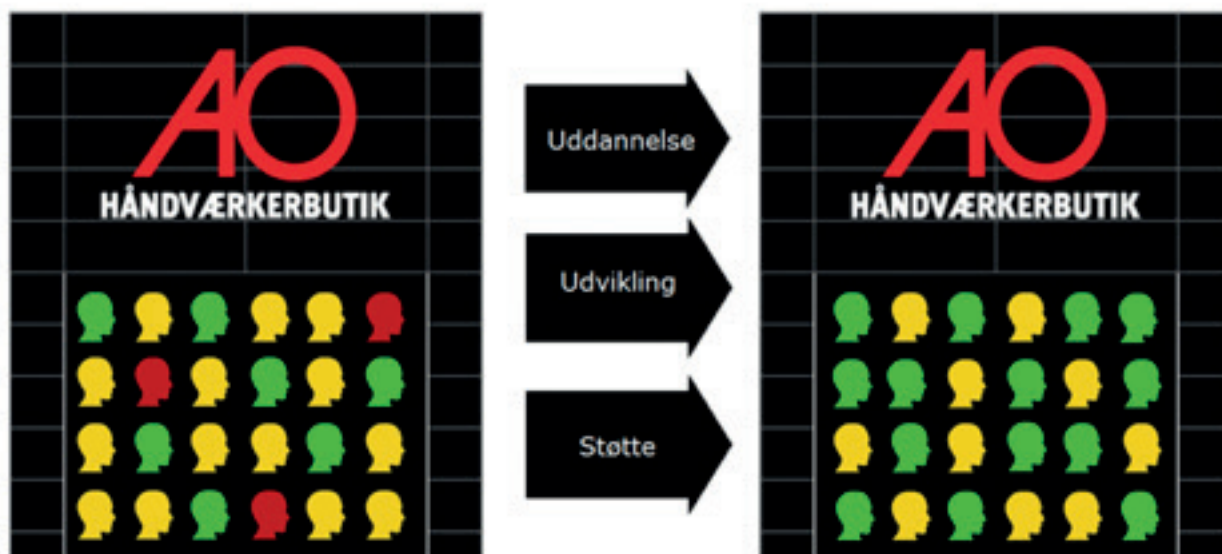 AO
HÅNDVÆRKERBUTIK
Uddannelse
Udvikling
Støtte
AO
HÅNDVÆRKERBUTIK